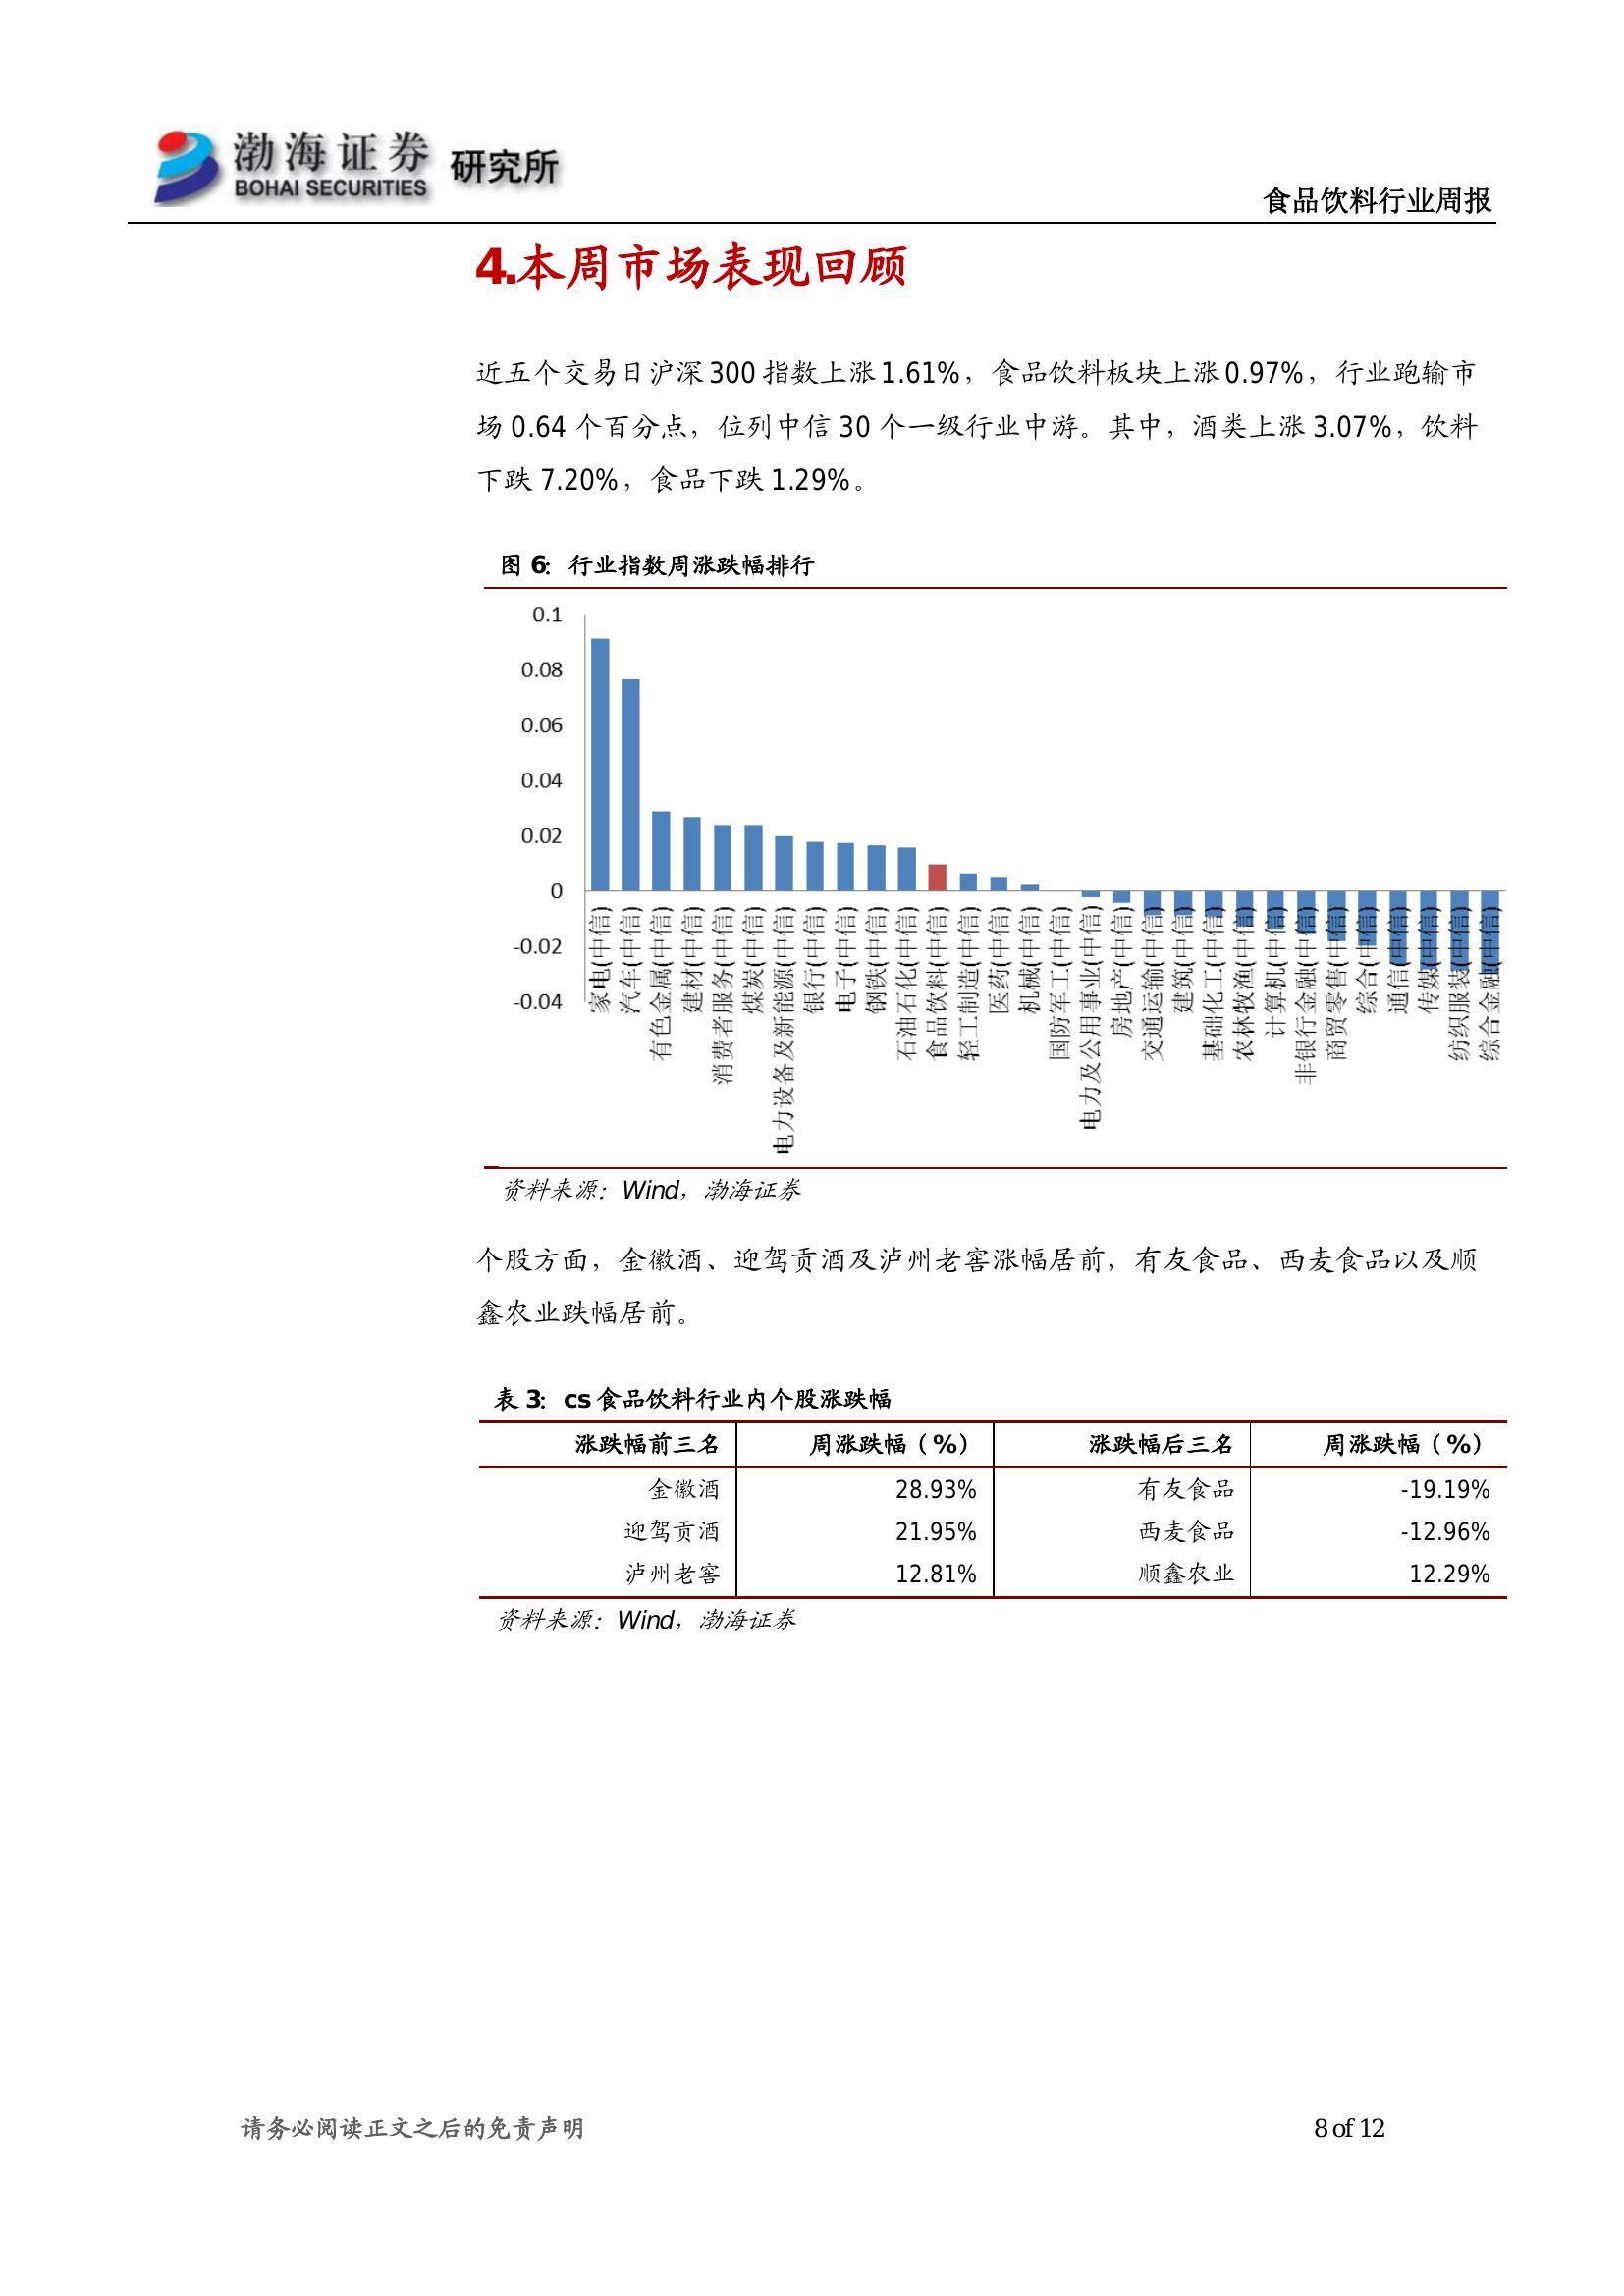 渤海证券 研究所
BOHAI SECURITIES
食品饮料行业周报
4.本周市场表现回顾
近五个交易日沪深 300 指数上涨 1.61%，食品饮料板块上涨 0.97%，行业跑输市
场 0.64 个百分点，位列中信 30 个一级行业中游。其中，酒类上涨 3.07%，饮料
下跌 7.20%，食品下跌 1.29%。
图 6：行业指数周涨跌幅排行
0.1
0.08
0.06
0.04
0.02
0
-0.02
-0.04
家电(中信)
汽车(中信)
有色金属(中信)
建材(中信)
消费者服务(中信)
煤炭(中信)
电力设备及新能源(中信)
银行(中信)
电子(中信)
钢铁(中信)
石油石化(中信)
食品饮料(中信)
轻工制造(中信)
医药(中信)
机械(中信)
国防军工(中信)
电力及公用事业(中信)
房地产(中信)
交通运输(中信)
建筑(中信)
基础化工(中信)
农林牧渔(中信)
计算机(中信)
非银行金融(中信)
商贸零售(中信)
综合(中信)
通信(中信)
传媒(中信)
纺织服装(中信)
综合金融(中信)
资料来源：Wind，渤海证券
个股方面，金徽酒、迎驾贡酒及泸州老窖涨幅居前，有友食品、西麦食品以及顺
鑫农业跌幅居前。
表 3：cs 食品饮料行业内个股涨跌幅
涨跌幅前三名 周涨跌幅（%） 涨跌幅后三名 周涨跌幅（%）
金徽酒 28.93% 有友食品 -19.19%
迎驾贡酒 21.95% 西麦食品 -12.96%
泸州老窖 12.81% 顺鑫农业 12.29%
资料来源：Wind，渤海证券
请务必阅读正文之后的免责声明
8 of 12